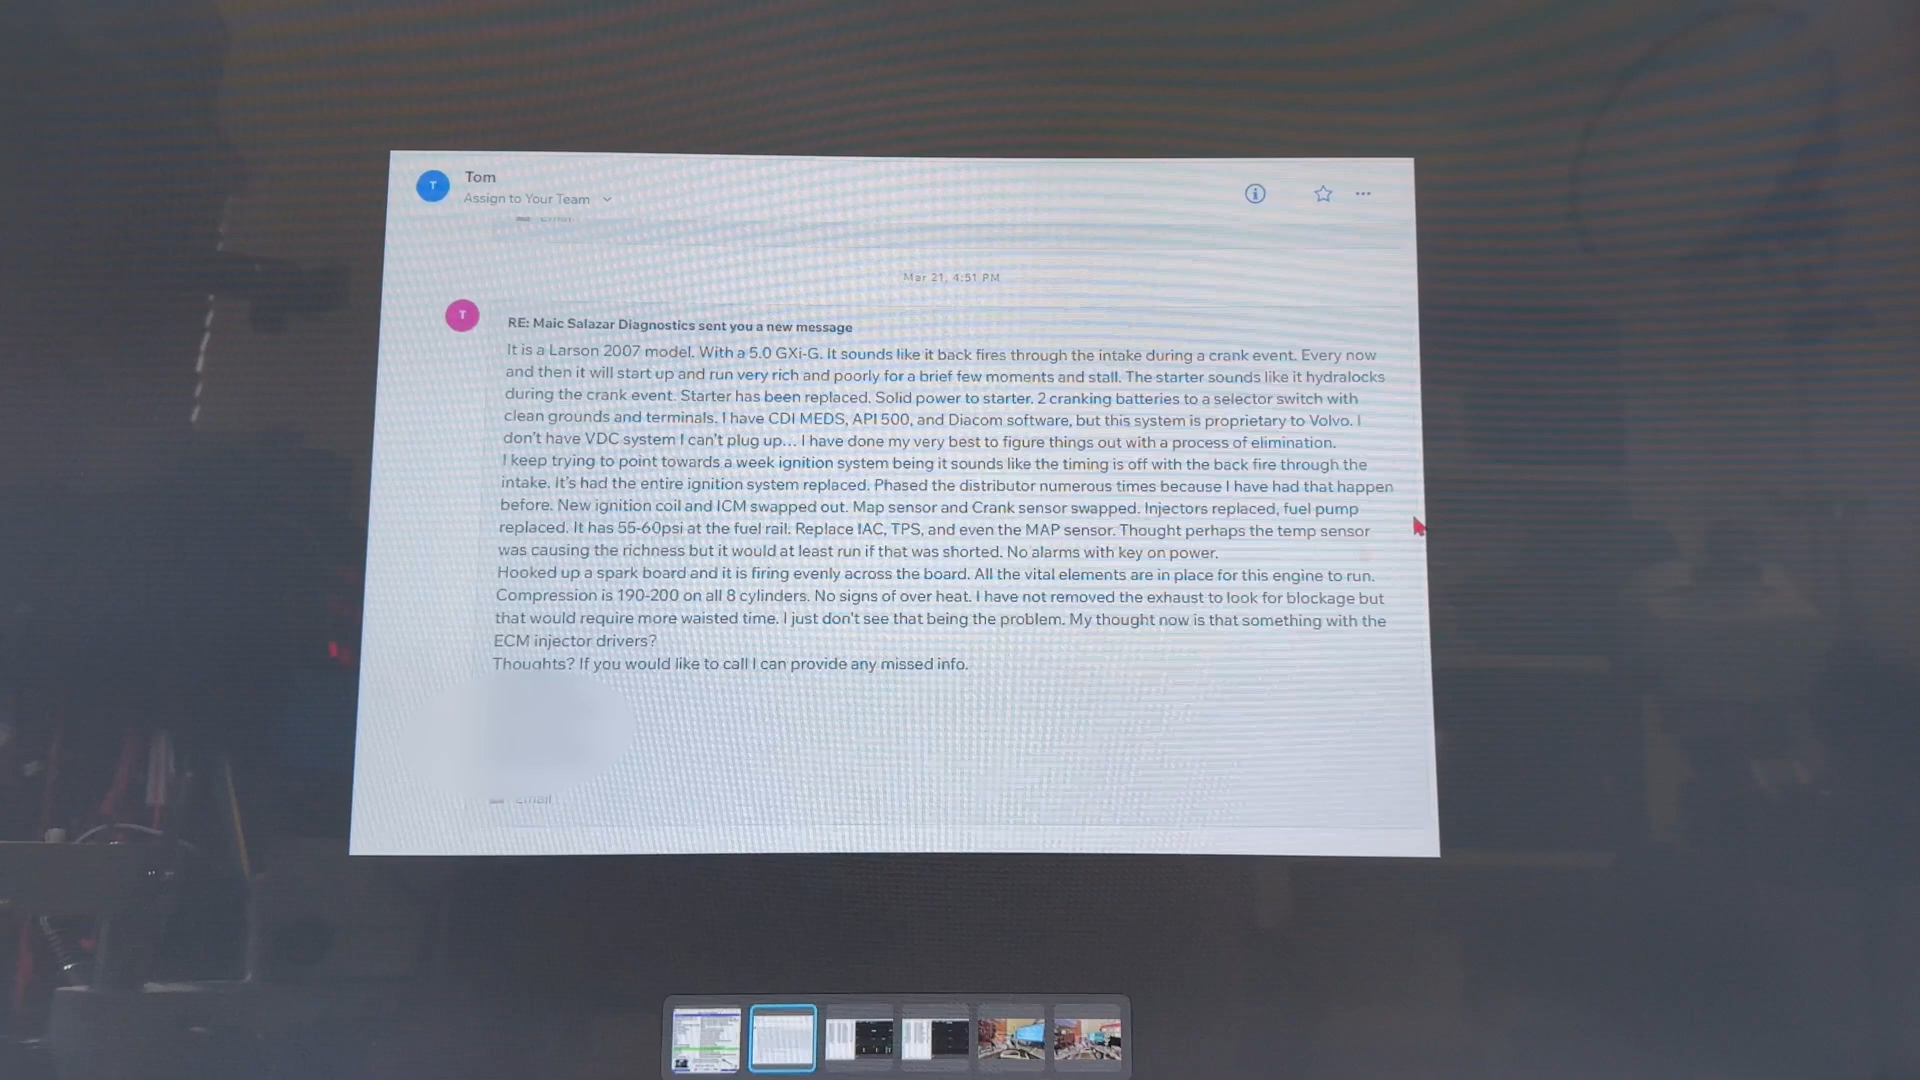 T
Tom
Assign to Your Team
Mar 21, 4:51 PM
T
RE: Maic Salazar Diagnostics sent you a new message
It is a Larson 2007 model. With a 5.0 GXi-G. It sounds like it back fires through the intake during a crank event. Every now
and then it will start up and run very rich and poorly for a brief few moments and stall. The starter sounds like it hydralocks
during the crank event. Starter has been replaced. Solid power to starter. 2 cranking batteries to a selector switch with
clean grounds and terminals. I have CDI MEDS, API 500, and Diacom software, but this system is proprietary to Volvo. I
don't have VDC system I can't plug up... I have done my very best to figure things out with a process of elimination.
I keep trying to point towards a week ignition system being it sounds like the timing is off with the back fire through the
intake. It's had the entire ignition system replaced. Phased the distributor numerous times because I have had that happen
before. New ignition coil and ICM swapped out. Map sensor and Crank sensor swapped. Injectors replaced, fuel pump
replaced. It has 55-60psi at the fuel rail. Replace IAC, TPS, and even the MAP sensor. Thought perhaps the temp sensor
was causing the richness but it would at least run if that was shorted. No alarms with key on power.
Hooked up a spark board and it is firing evenly across the board. All the vital elements are in place for this engine to run.
Compression is 190-200 on all 8 cylinders. No signs of over heat. I have not removed the exhaust to look for blockage but
that would require more waisted time. I just don't see that being the problem. My thought now is that something with the
ECM injector drivers?
Thoughts? If you would like to call I can provide any missed info.
email